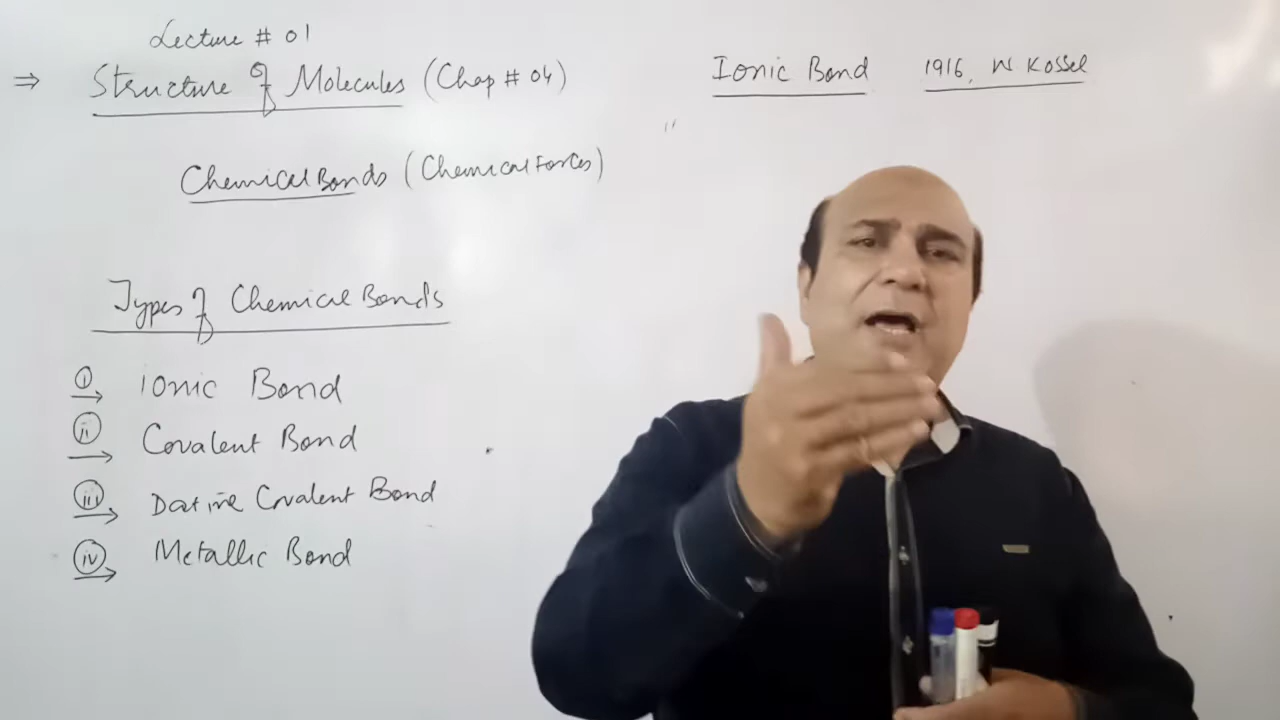 Lecture # 01
⇒ Structure of Molecules (Chap # 04)
Chemical Bonds (Chemical Forces)
Types of Chemical Bonds
i → Ionic Bond
ii → Covalent Bond
iii → Dative Covalent Bond
iv → Metallic Bond
Ionic Bond 1916, W Kossel